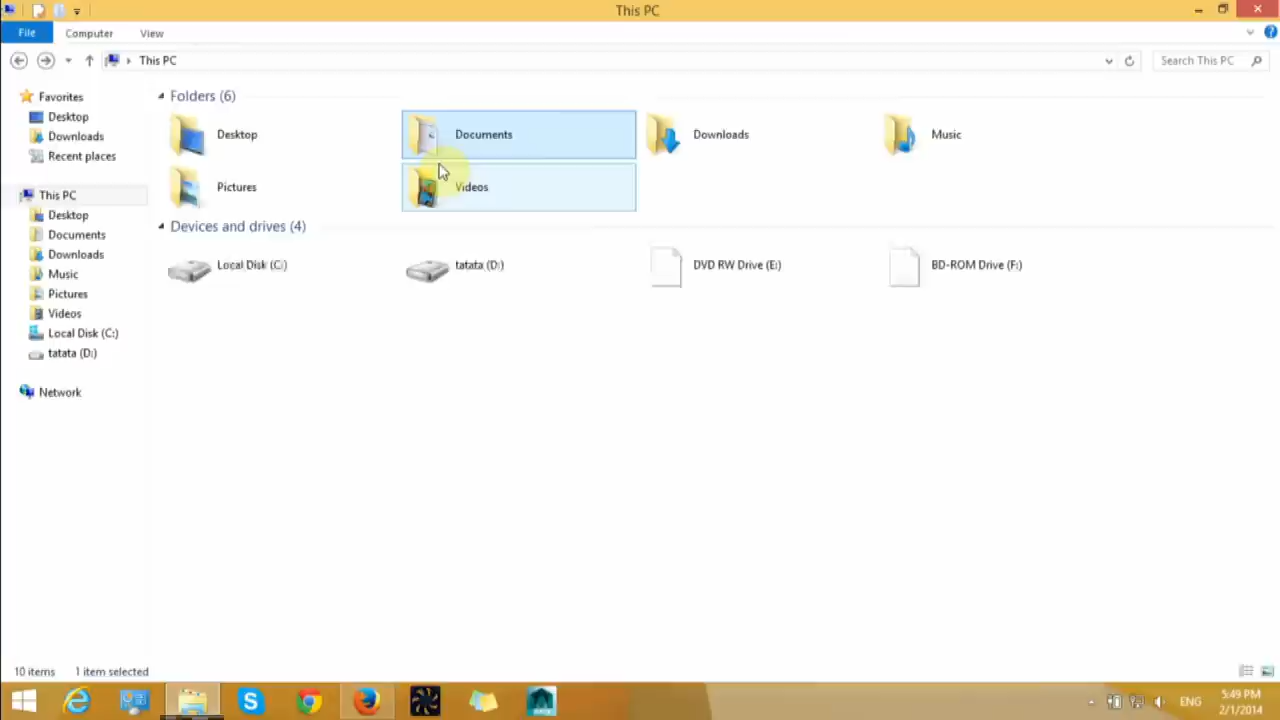 This PC
File Computer View
This PC Search This PC
Favorites
Desktop
Downloads
Recent places
This PC
Desktop
Documents
Downloads
Music
Pictures
Videos
Local Disk (C:)
tatata (D:)
Network
Folders (6)
Desktop Documents Downloads Music
Pictures Videos
Devices and drives (4)
Local Disk (C:) tatata (D:) DVD RW Drive (E:) BD-ROM Drive (F:)
10 items 1 item selected
ENG 5:49 PM
2/1/2014